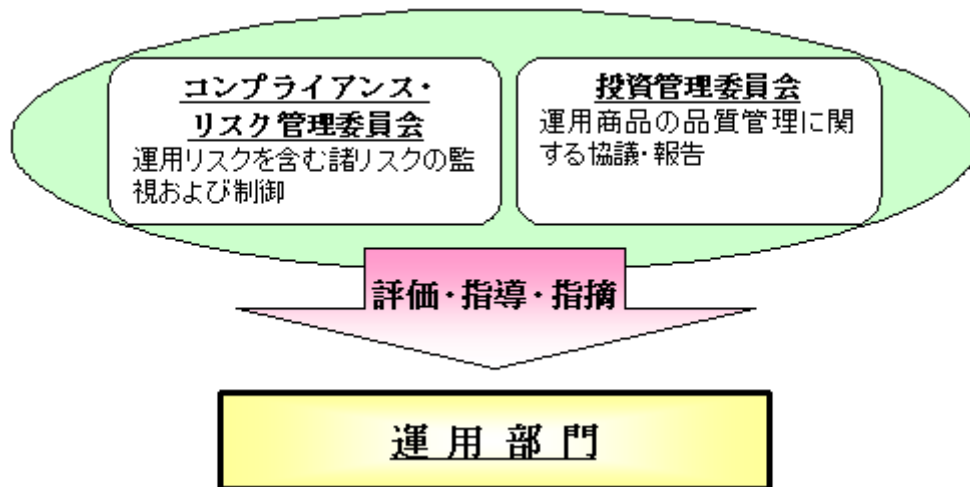 コンプライアンス・
リスク管理委員会
運用リスクを含む諸リスクの監
視および制御
投資管理委員会
運用商品の品質管理に関
する協議・報告
評価・指導・指摘
運用部門